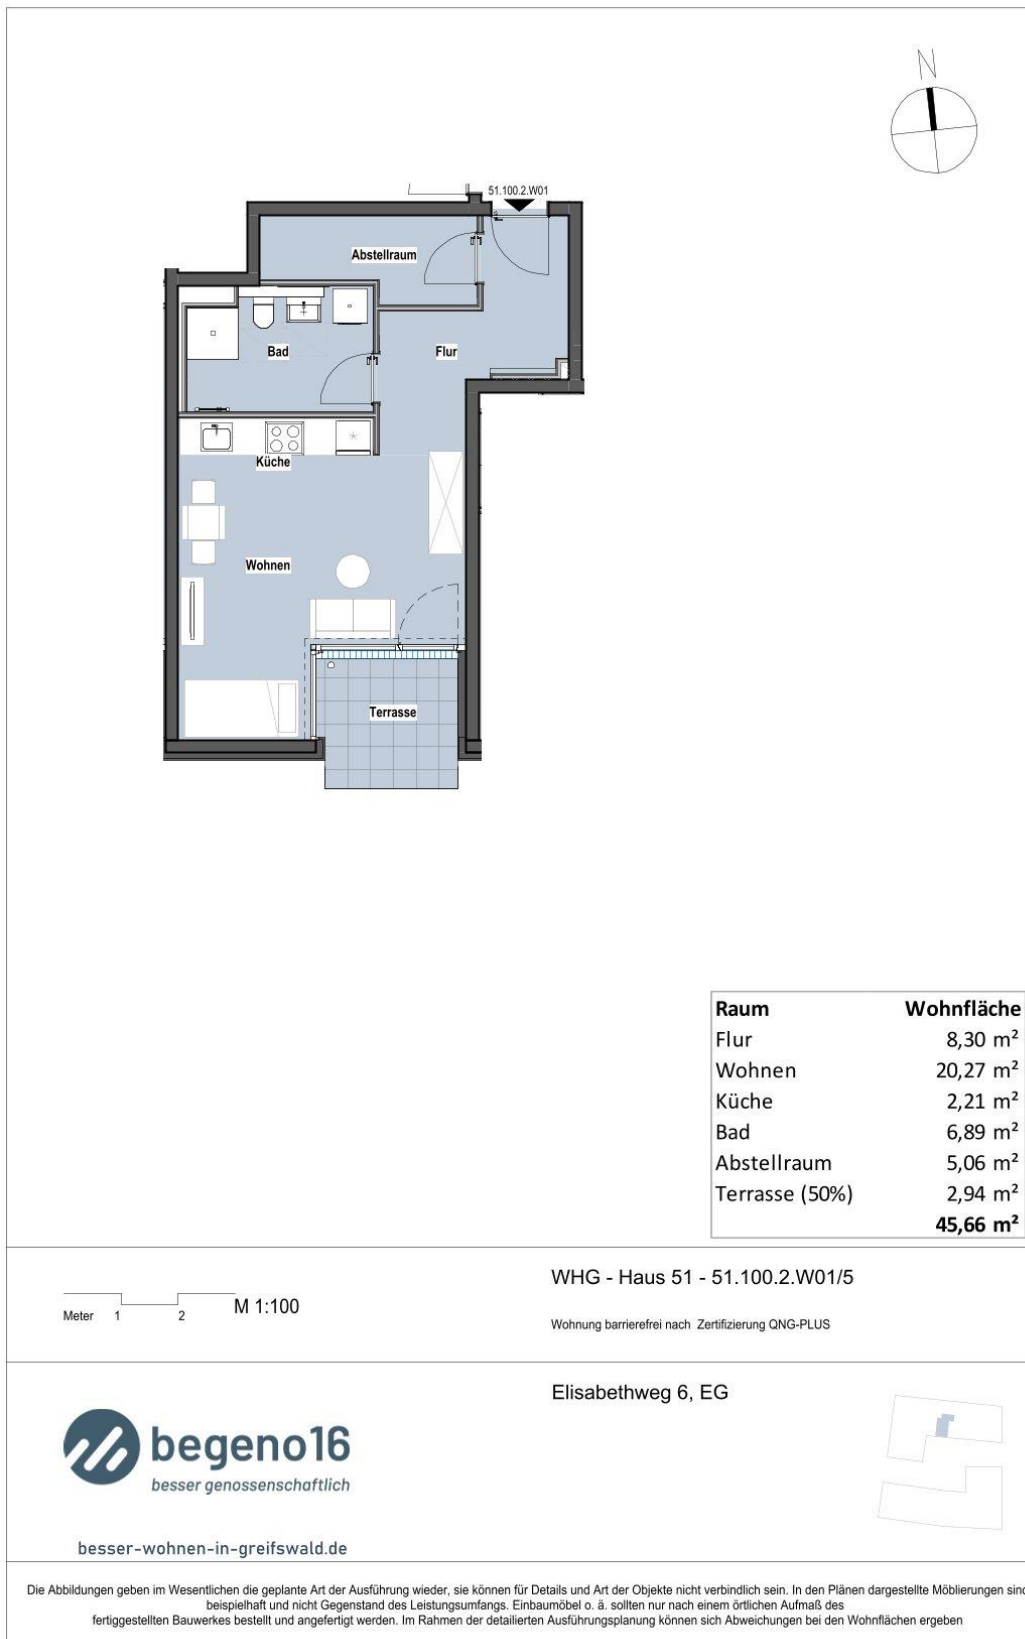 N
51.100.2.W01
Abstellraum
Bad
Flur
Küche
Wohnen
Terrasse
Raum Wohnfläche
Flur 8,30 m²
Wohnen 20,27 m²
Küche 2,21 m²
Bad 6,89 m²
Abstellraum 5,06 m²
Terrasse (50%) 2,94 m²
45,66 m²
Meter 1 2 M 1:100
WHG - Haus 51 - 51.100.2.W01/5
Wohnung barrierefrei nach Zertifizierung QNG-PLUS
Elisabethweg 6, EG
begeno16
besser genossenschaftlich
besser-wohnen-in-greifswald.de
Die Abbildungen geben im Wesentlichen die geplante Art der Ausführung wieder, sie können für Details und Art der Objekte nicht verbindlich sein. In den Plänen dargestellte Möblierungen sind
beispielhaft und nicht Gegenstand des Leistungsumfangs. Einbaumöbel o. ä. sollten nur nach einem örtlichen Aufmaß des
fertiggestellten Bauwerkes bestellt und angefertigt werden. Im Rahmen der detailierten Ausführungsplanung können sich Abweichungen bei den Wohnflächen ergeben